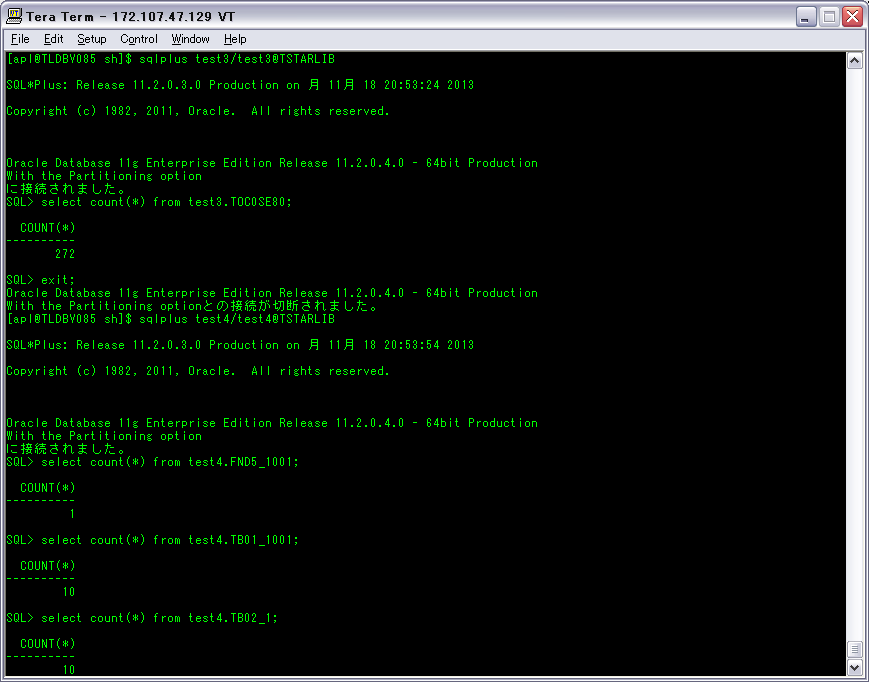 Tera Term - 172.107.47.129 VT
File Edit Setup Control Window Help
[apl@TLDBY085 sh]$ sqlplus test3/test3@TSTARLIB
SQL*Plus: Release 11.2.0.3.0 Production on 月 11月 18 20:53:24 2013
Copyright (c) 1982, 2011, Oracle.  All rights reserved.
Oracle Database 11g Enterprise Edition Release 11.2.0.4.0 - 64bit Production
With the Partitioning option
に接続されました。
SQL> select count(*) from test3.TOCOSE80;
COUNT(*)
----------
272
SQL> exit;
Oracle Database 11g Enterprise Edition Release 11.2.0.4.0 - 64bit Production
With the Partitioning optionとの接続が切断されました。
[apl@TLDBY085 sh]$ sqlplus test4/test4@TSTARLIB
SQL*Plus: Release 11.2.0.3.0 Production on 月 11月 18 20:53:54 2013
Copyright (c) 1982, 2011, Oracle.  All rights reserved.
Oracle Database 11g Enterprise Edition Release 11.2.0.4.0 - 64bit Production
With the Partitioning option
に接続されました。
SQL> select count(*) from test4.FND5_1001;
COUNT(*)
----------
1
SQL> select count(*) from test4.TB01_1001;
COUNT(*)
----------
10
SQL> select count(*) from test4.TB02_1;
COUNT(*)
----------
10